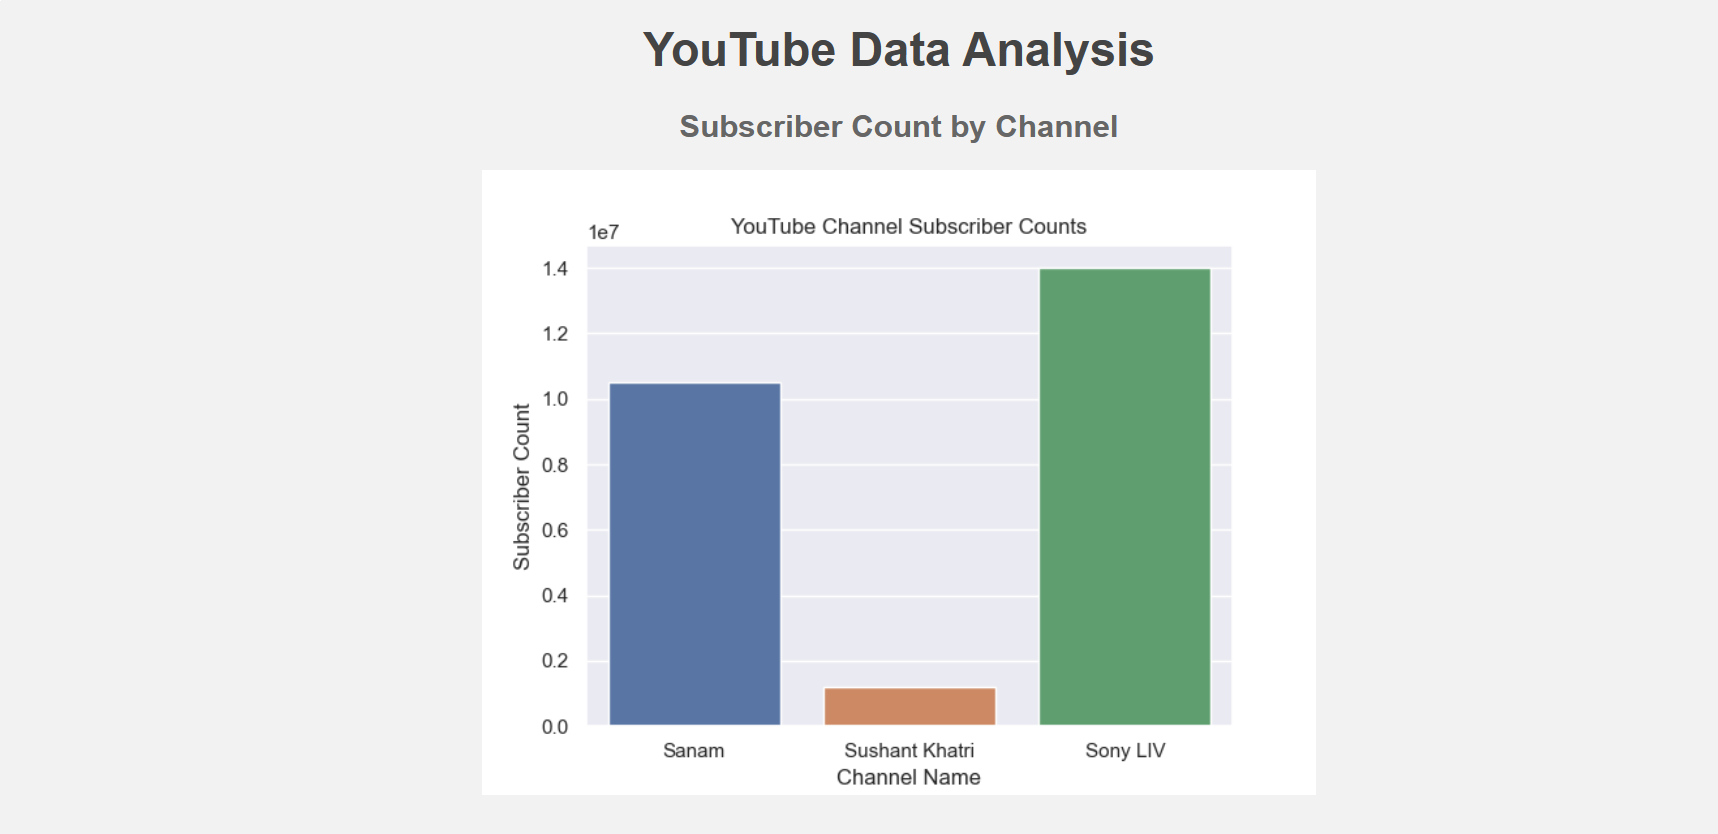 YouTube Data Analysis
Subscriber Count by Channel
YouTube Channel Subscriber Counts
1e7
1.4
1.2
1.0
0.8
0.6
0.4
0.2
0.0
Subscriber Count
Sanam Sushant Khatri Sony LIV
Channel Name